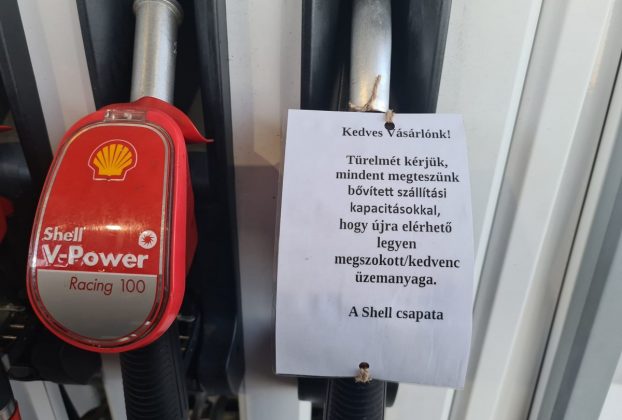 Shell
V-Power
Racing 100
Kedves Vásárlónk!
Türelmét kérjük,
mindent megteszünk
bővített szállítási
kapacitásokkal,
hogy újra elérhető
legyen
megszokott/kedvenc
üzemanyaga.
A Shell csapata